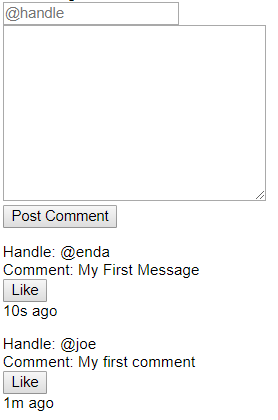 @handle
Post Comment
Handle: @enda
Comment: My First Message
Like
10s ago
Handle: @joe
Comment: My first comment
Like
1m ago